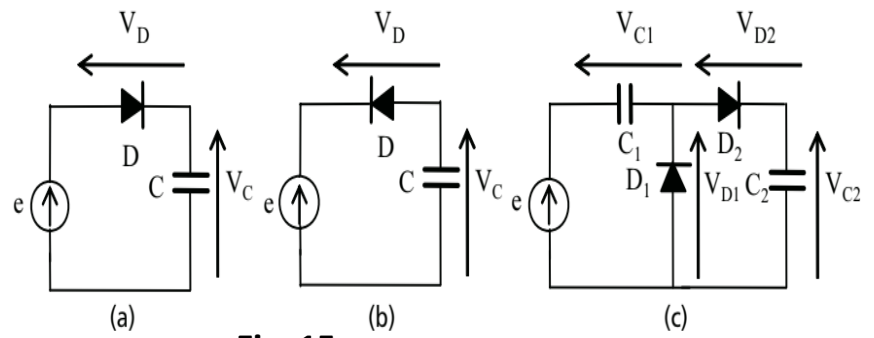 V_D V_D V_C1 V_D2
D D C_1 D_2
e C V_C e C V_C e D_1 V_D1 C_2 V_C2
(a) (b) (c)